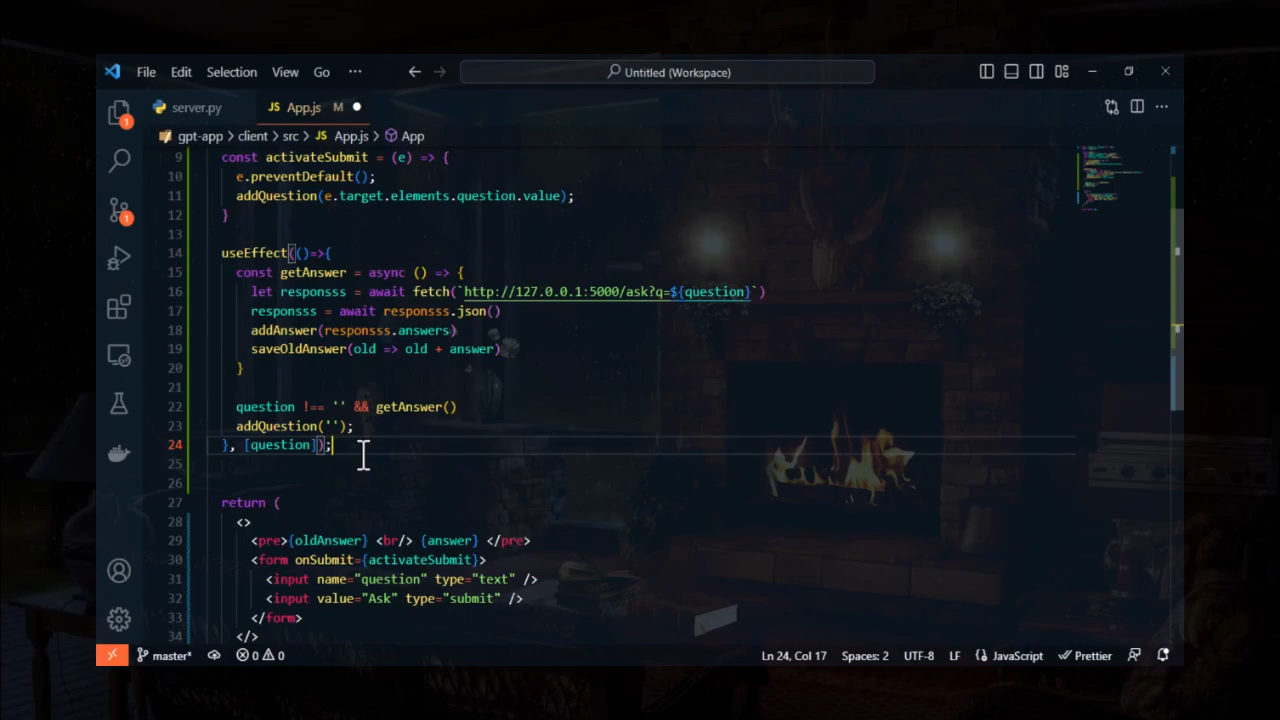 File Edit Selection View Go ··· Untitled (Workspace)
server.py JS App.js M
gpt-app > client > src > JS App.js > App
9 const activateSubmit = (e) => {
10 e.preventDefault();
11 addQuestion(e.target.elements.question.value);
12 }
13
14 useEffect(()=>{
15 const getAnswer = async () => {
16 let responsss = await fetch(`http://127.0.0.1:5000/ask?q=${question}`)
17 responsss = await responsss.json()
18 addAnswer(responsss.answers)
19 saveOldAnswer(old => old + answer)
20 }
21
22 question !== '' && getAnswer()
23 addQuestion('');
24 }, [question]);
25
26
27 return (
28 <>
29 <pre>{oldAnswer} <br/> {answer} </pre>
30 <form onSubmit={activateSubmit}>
31 <input name="question" type="text" />
32 <input value="Ask" type="submit" />
33 </form>
34 </>
1
1
master* 0 0 Ln 24, Col 17 Spaces: 2 UTF-8 LF JavaScript Prettier